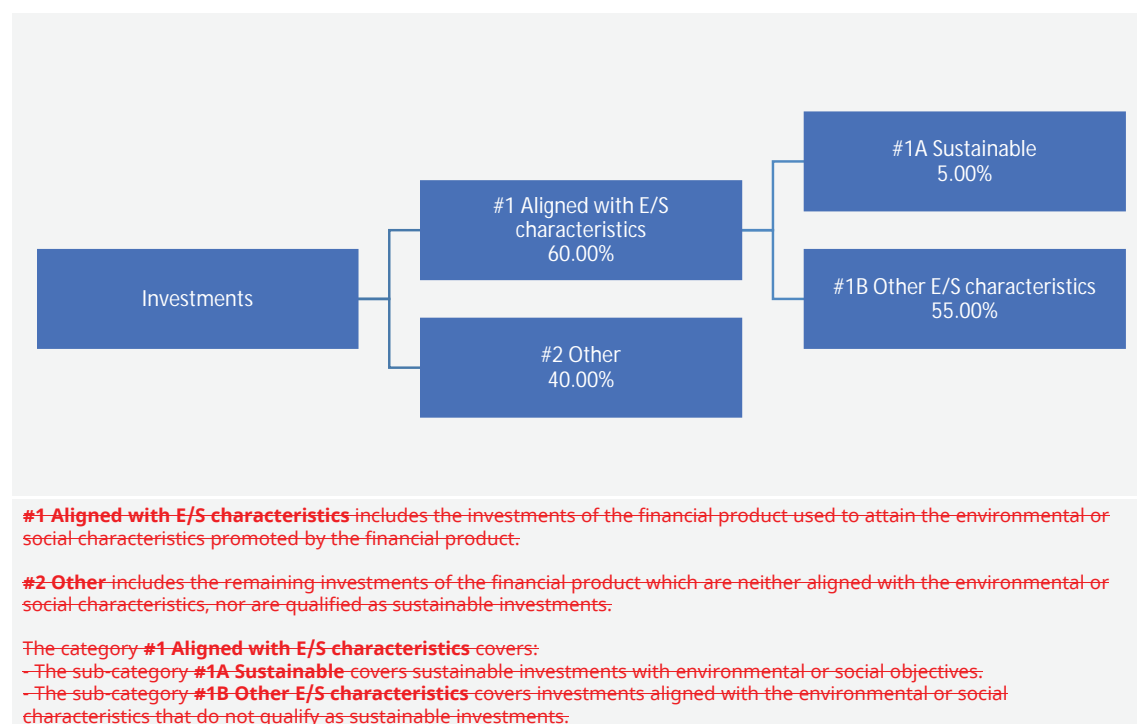 Investments
#1 Aligned with E/S
characteristics
60.00%
#2 Other
40.00%
#1A Sustainable
5.00%
#1B Other E/S characteristics
55.00%
#1 Aligned with E/S characteristics includes the investments of the financial product used to attain the environmental or
social characteristics promoted by the financial product.
#2 Other includes the remaining investments of the financial product which are neither aligned with the environmental or
social characteristics, nor are qualified as sustainable investments.
The category #1 Aligned with E/S characteristics covers:
- The sub-category #1A Sustainable covers sustainable investments with environmental or social objectives.
- The sub-category #1B Other E/S characteristics covers investments aligned with the environmental or social
characteristics that do not qualify as sustainable investments.